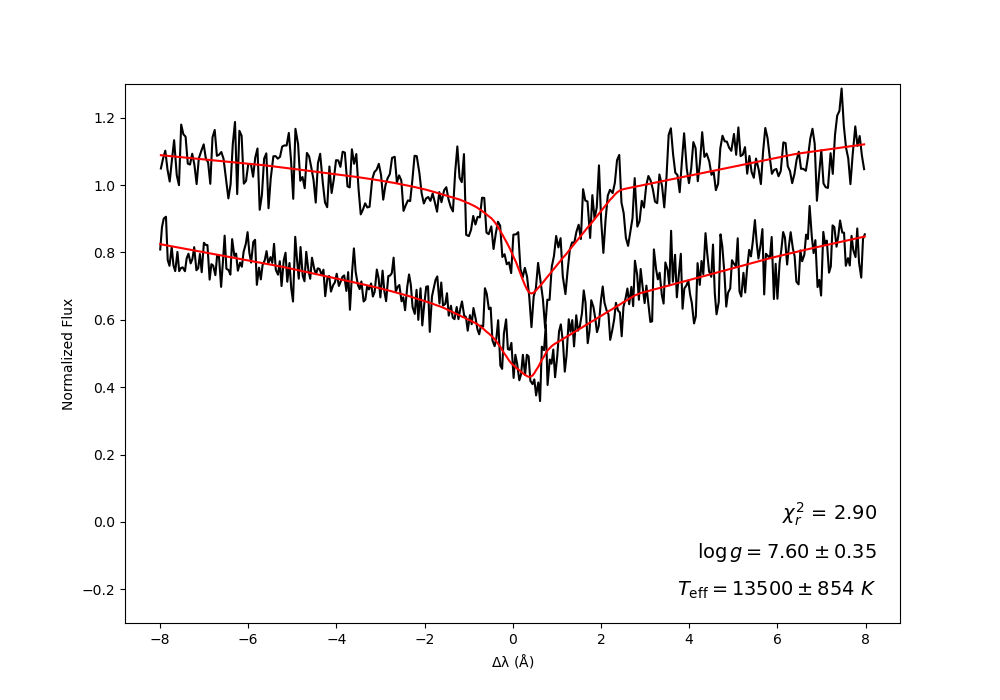 1.2
1.0
0.8
0.6
0.4
0.2
0.0
−0.2
Normalized Flux
χ²ᵣ = 2.90
log g = 7.60 ± 0.35
T_eff = 13500 ± 854 K
−8 −6 −4 −2 0 2 4 6 8
Δλ (Å)